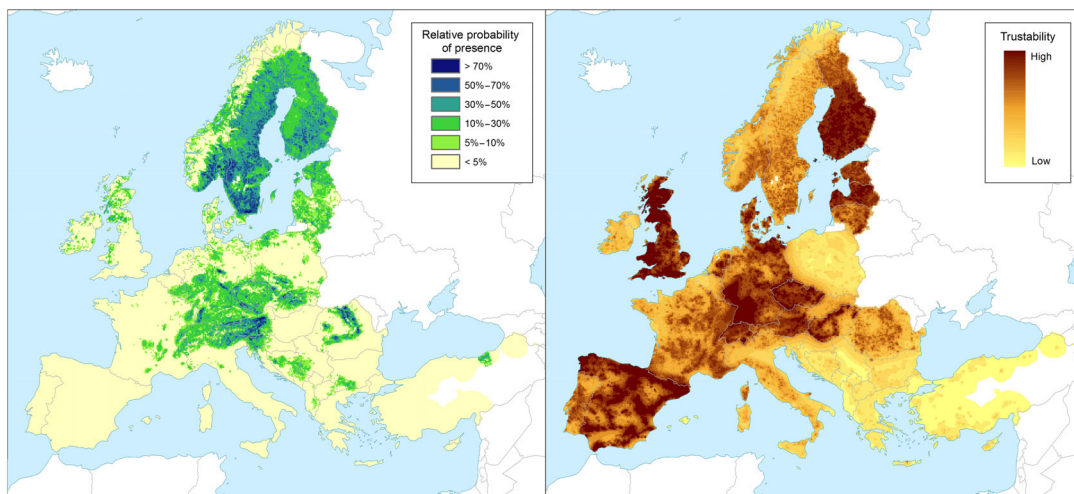 Relative probability
of presence
> 70%
50%–70%
30%–50%
10%–30%
5%–10%
< 5%
Trustability
High
Low